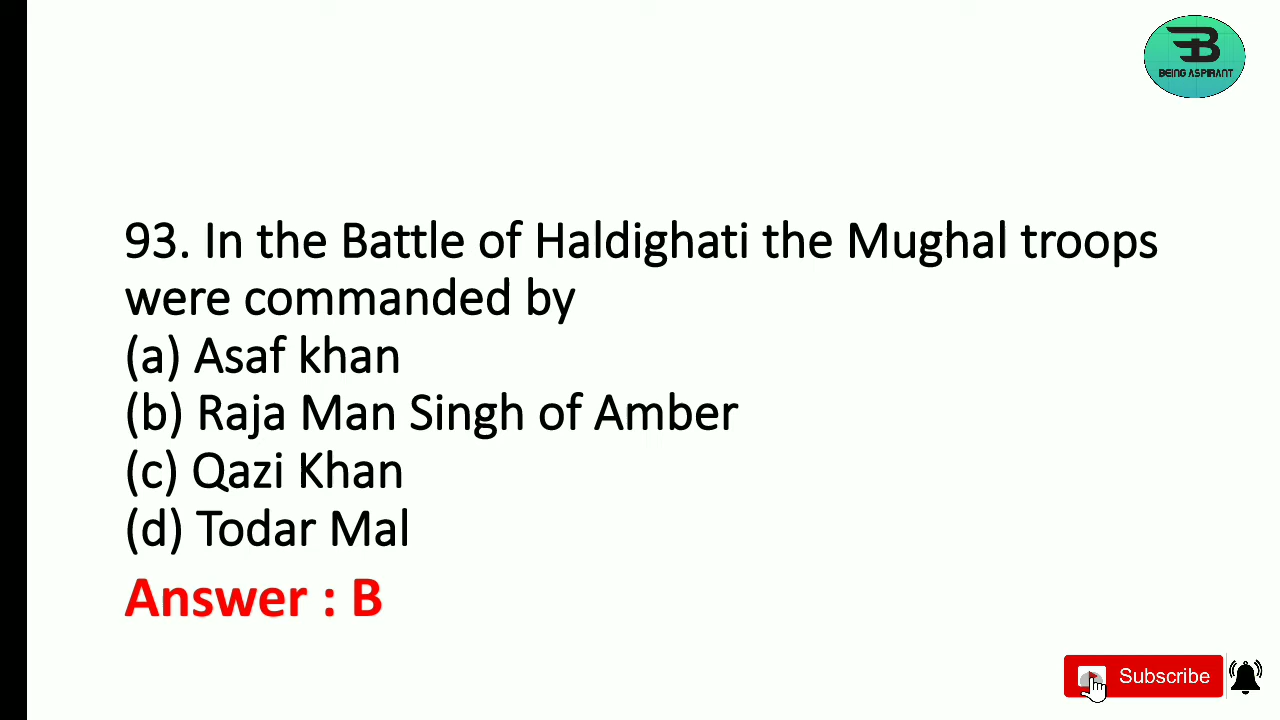 BEING ASPIRANT
93. In the Battle of Haldighati the Mughal troops
were commanded by
(a) Asaf khan
(b) Raja Man Singh of Amber
(c) Qazi Khan
(d) Todar Mal
Answer : B
Subscribe